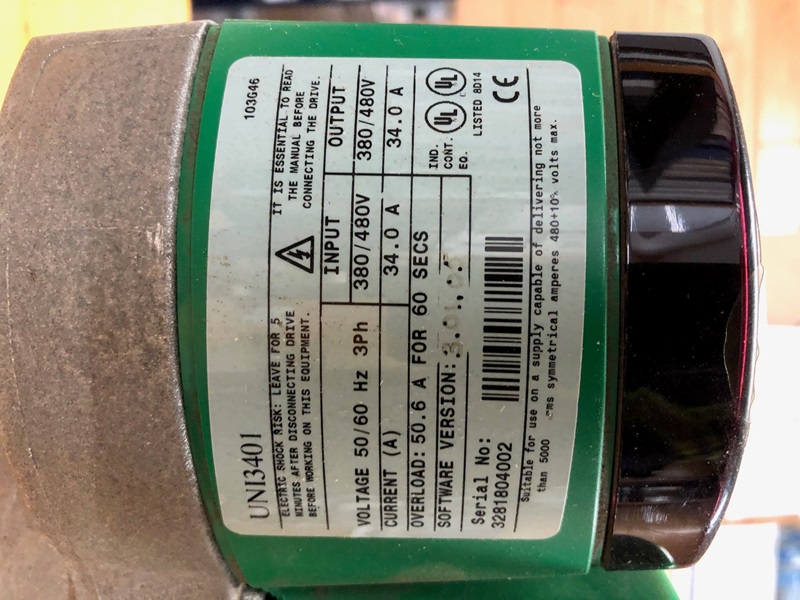 103G46
UNI3401
ELECTRIC SHOCK RISK: LEAVE FOR 5
MINUTES AFTER DISCONNECTING DRIVE
BEFORE WORKING ON THIS EQUIPMENT.
IT IS ESSENTIAL TO READ
THE MANUAL BEFORE
CONNECTING THE DRIVE.
INPUT OUTPUT
VOLTAGE 50/60 Hz 3Ph 380/480V 380/480V
CURRENT (A) 34.0 A 34.0 A
OVERLOAD: 50.6 A FOR 60 SECS
SOFTWARE VERSION:
IND.
CONT.
EQ.
UL UL
LISTED 8D14
CE
Serial No:
3281804002
Suitable for use on a supply capable of delivering not more
than 5000 symmetrical amperes 480+10% volts max.